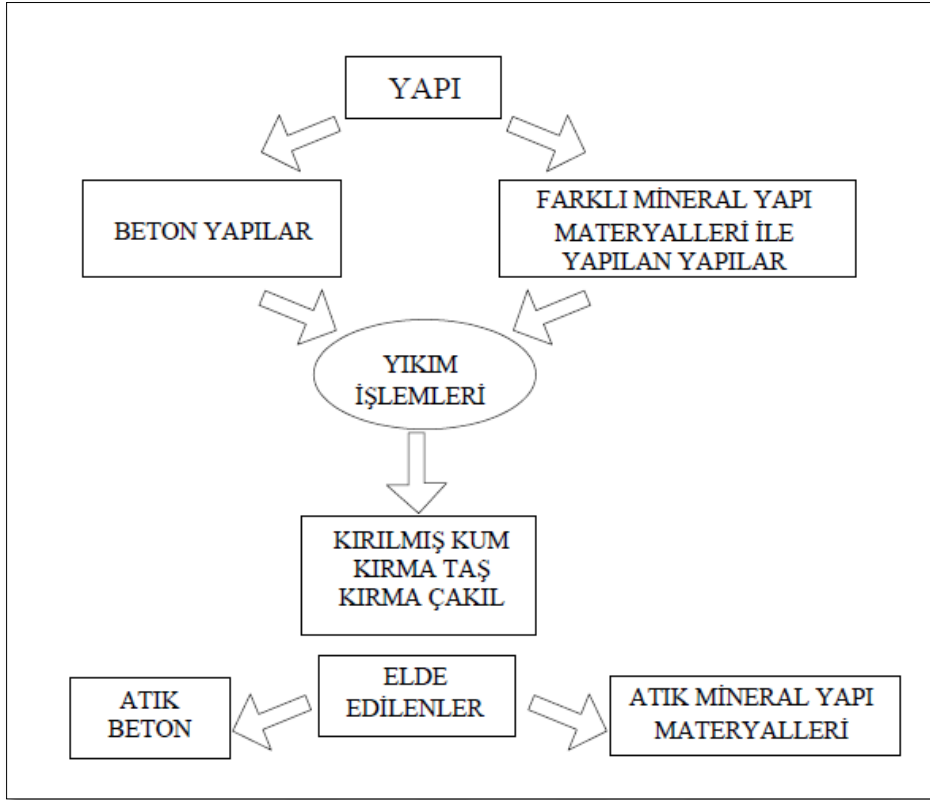 YAPI
BETON YAPILAR
FARKLI MİNERAL YAPI
MATERYALLERİ İLE
YAPILAN YAPILAR
YIKIM
İŞLEMLERİ
KIRILMIŞ KUM
KIRMA TAŞ
KIRMA ÇAKIL
ELDE
EDİLENLER
ATIK
BETON
ATIK MİNERAL YAPI
MATERYALLERİ